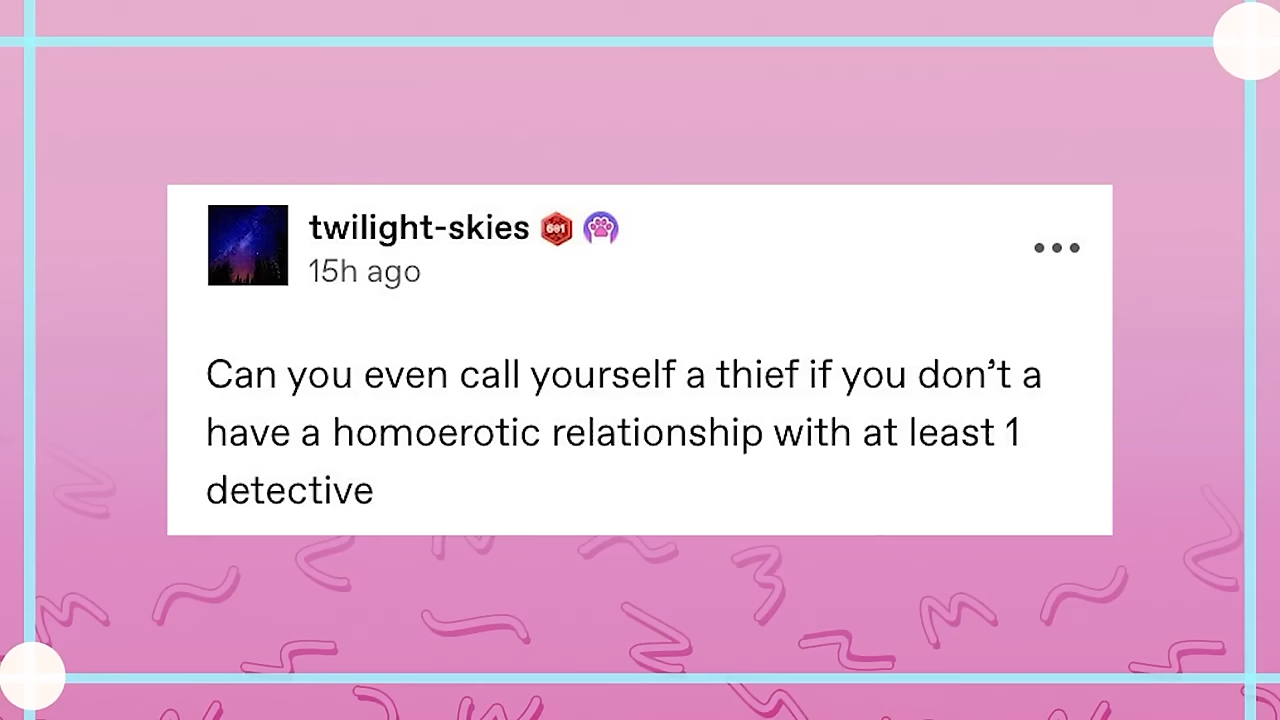 twilight-skies
15h ago
Can you even call yourself a thief if you don’t a
have a homoerotic relationship with at least 1
detective